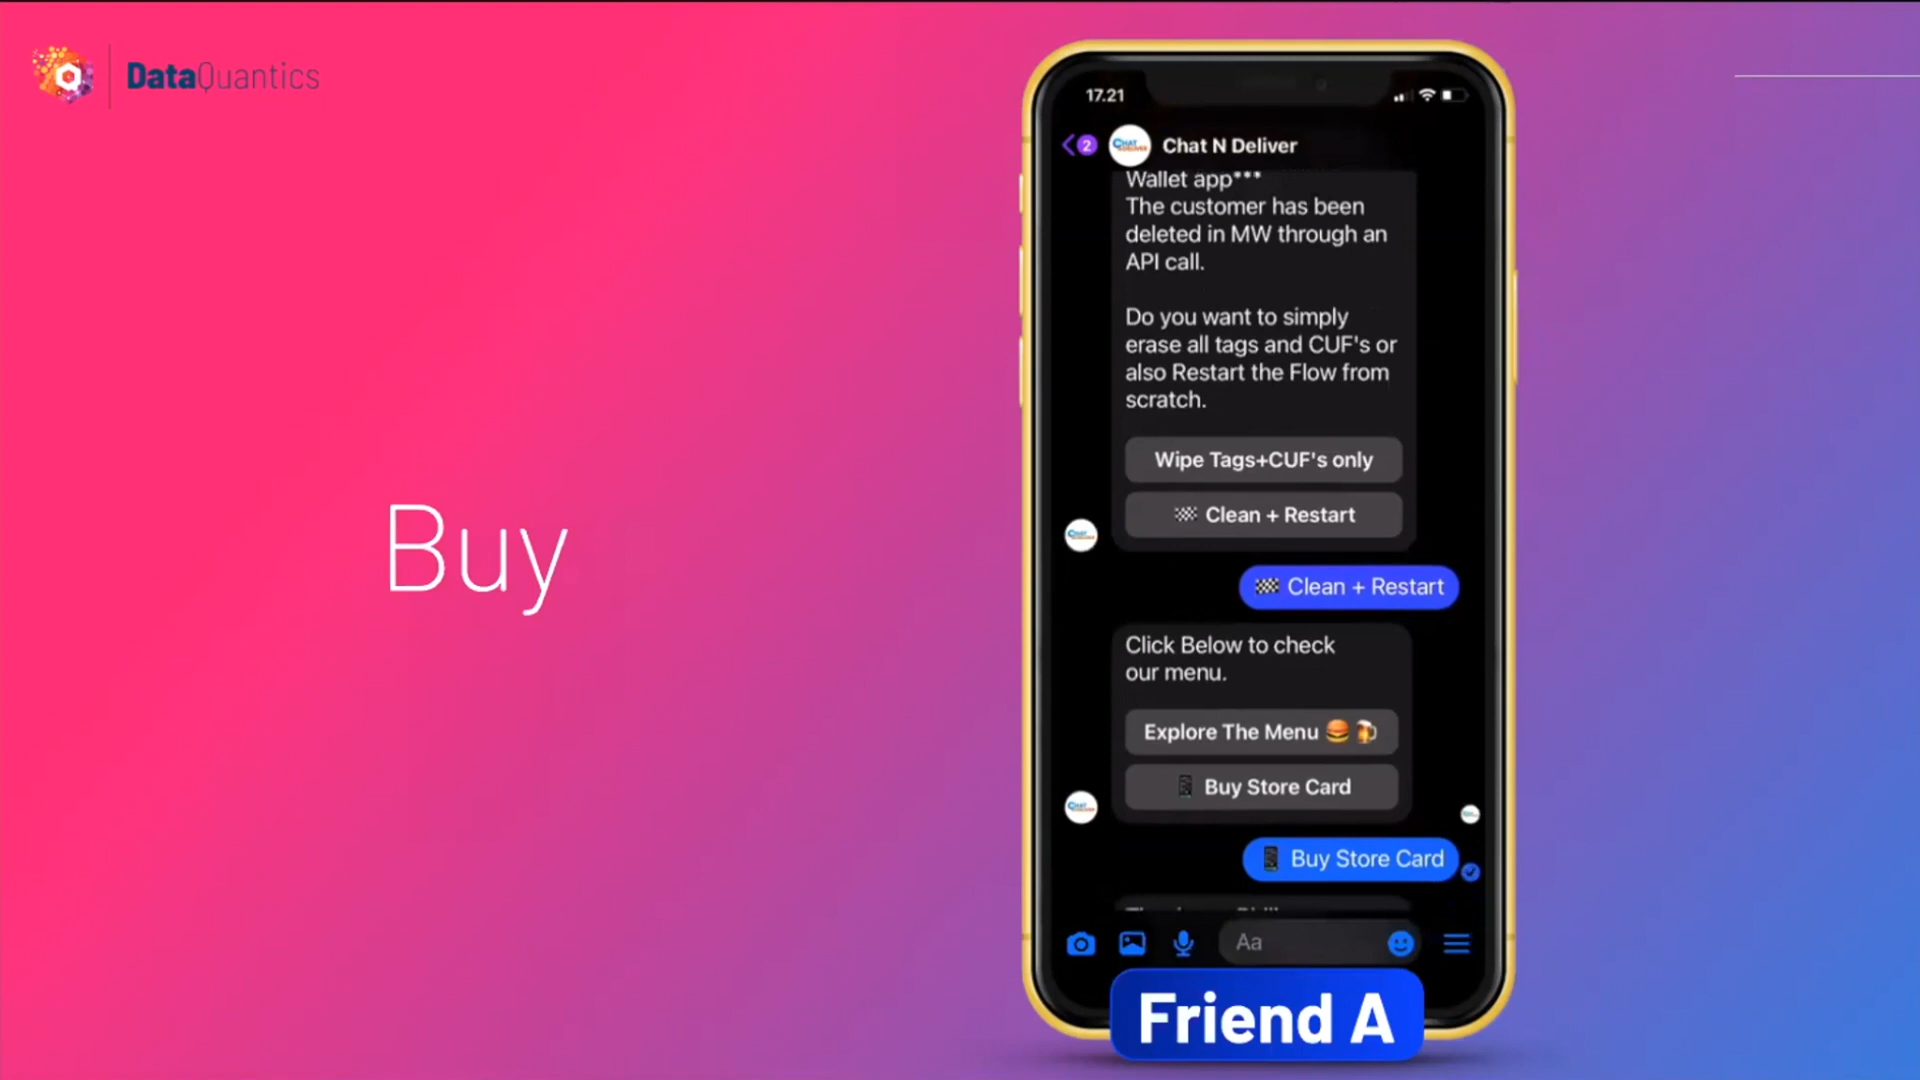 DataQuantics
17.21
2
Chat N Deliver
Wallet app***
The customer has been
deleted in MW through an
API call.
Do you want to simply
erase all tags and CUF's or
also Restart the Flow from
scratch.
Wipe Tags+CUF's only
Clean + Restart
Clean + Restart
Buy
Click Below to check
our menu.
Explore The Menu
Buy Store Card
Buy Store Card
Aa
Friend A